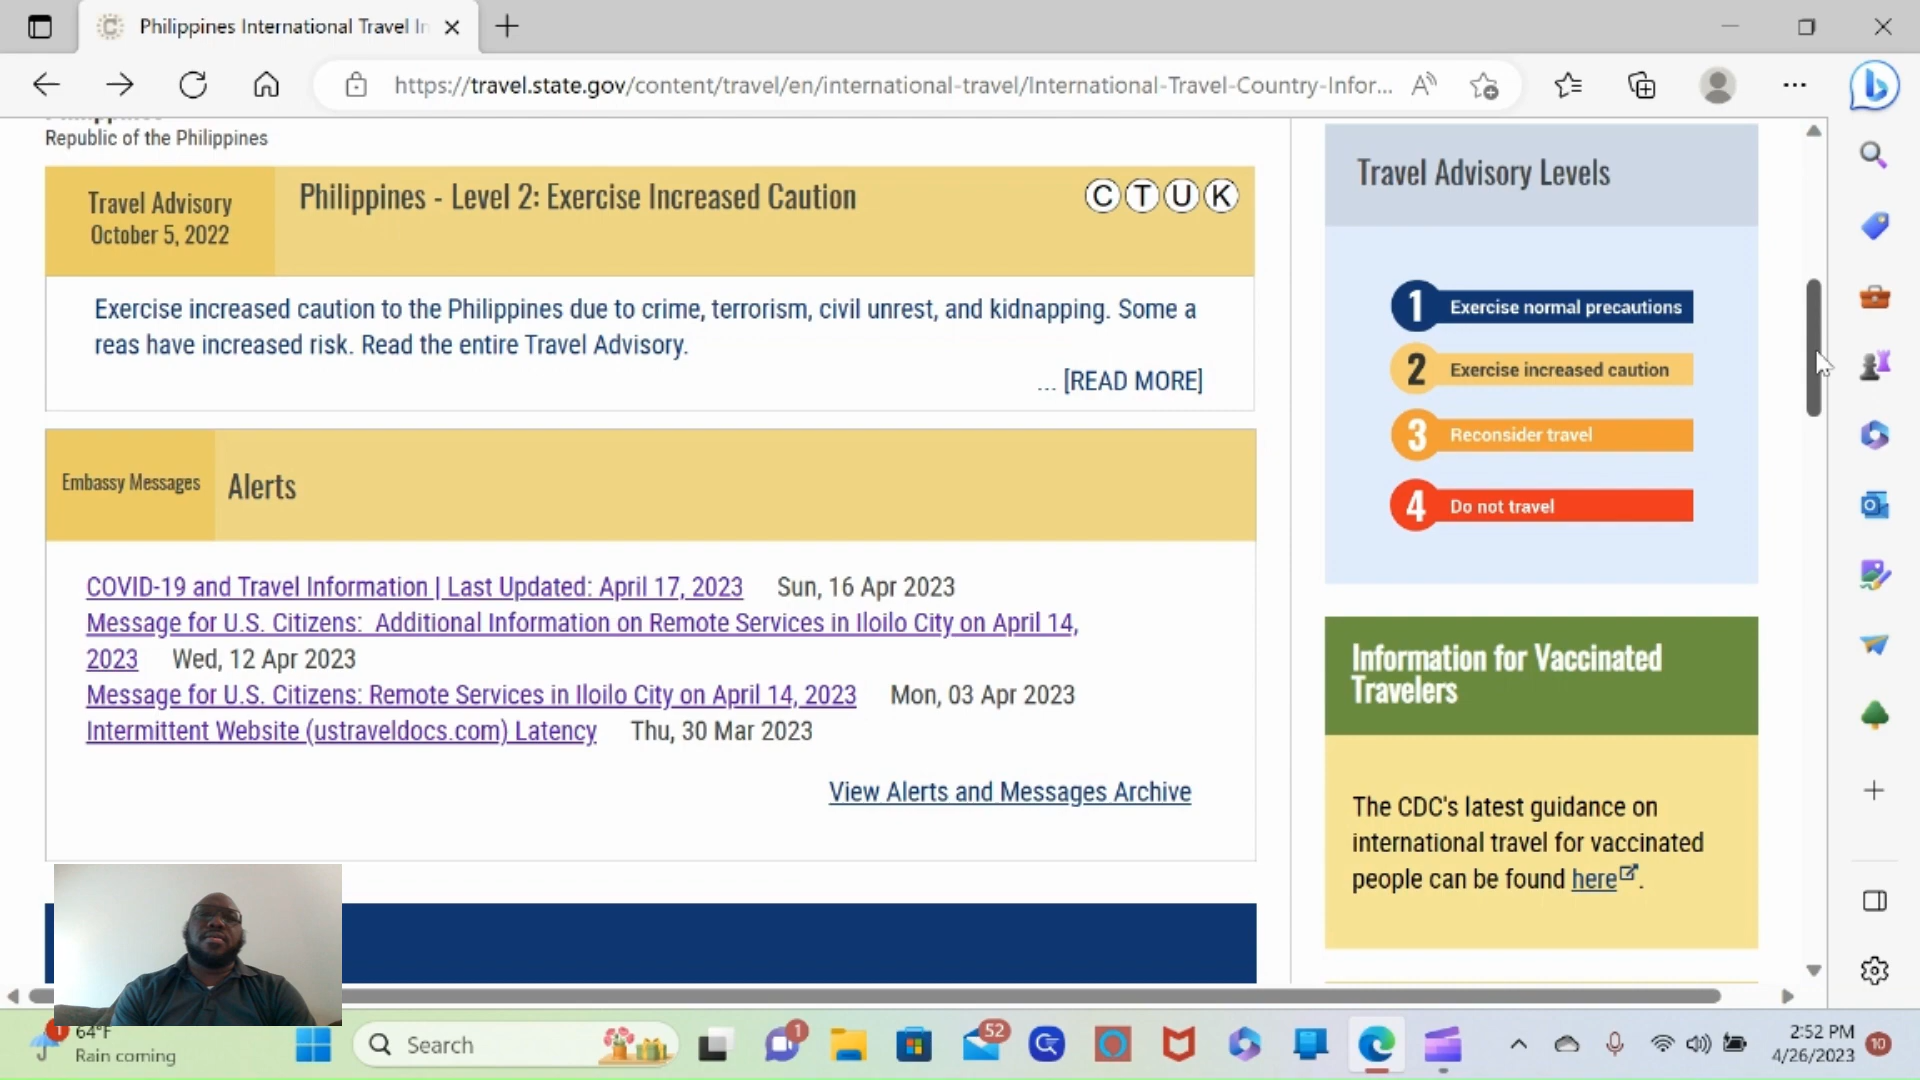 Philippines International Travel In
https://travel.state.gov/content/travel/en/international-travel/International-Travel-Country-Infor...
Republic of the Philippines
Travel Advisory
October 5, 2022
Philippines - Level 2: Exercise Increased Caution
C T U K
Exercise increased caution to the Philippines due to crime, terrorism, civil unrest, and kidnapping. Some a
reas have increased risk. Read the entire Travel Advisory.
... [READ MORE]
Embassy Messages
Alerts
COVID-19 and Travel Information | Last Updated: April 17, 2023 Sun, 16 Apr 2023
Message for U.S. Citizens:  Additional Information on Remote Services in Iloilo City on April 14,
2023 Wed, 12 Apr 2023
Message for U.S. Citizens: Remote Services in Iloilo City on April 14, 2023 Mon, 03 Apr 2023
Intermittent Website (ustraveldocs.com) Latency Thu, 30 Mar 2023
View Alerts and Messages Archive
Travel Advisory Levels
1 Exercise normal precautions
2 Exercise increased caution
3 Reconsider travel
4 Do not travel
Information for Vaccinated
Travelers
The CDC's latest guidance on
international travel for vaccinated
people can be found here.
1
64°F
Rain coming
Search
1
52
2:52 PM
4/26/2023
10